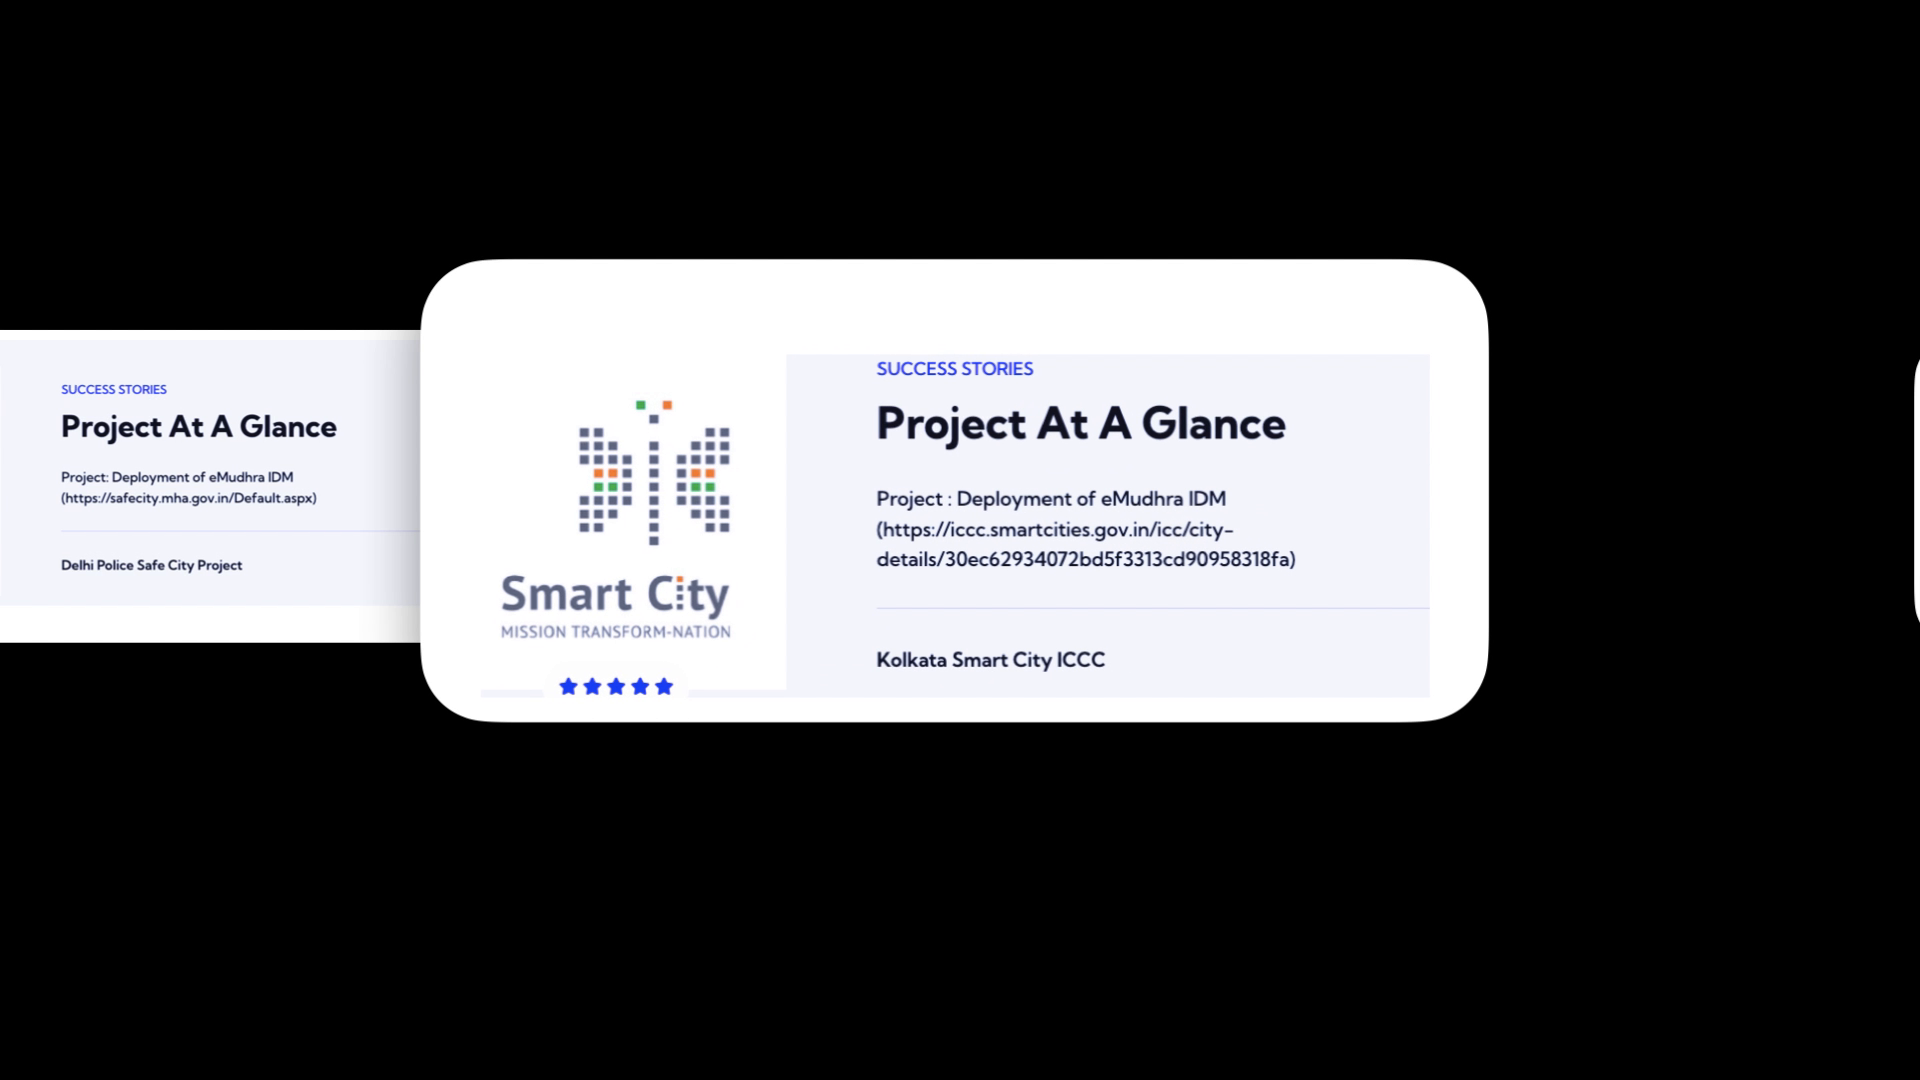 SUCCESS STORIES
Project At A Glance
Project: Deployment of eMudhra IDM
(https://safecity.mha.gov.in/Default.aspx)
Delhi Police Safe City Project
Smart City
MISSION TRANSFORM-NATION
SUCCESS STORIES
Project At A Glance
Project : Deployment of eMudhra IDM
(https://iccc.smartcities.gov.in/icc/city-
details/30ec62934072bd5f3313cd90958318fa)
Kolkata Smart City ICCC